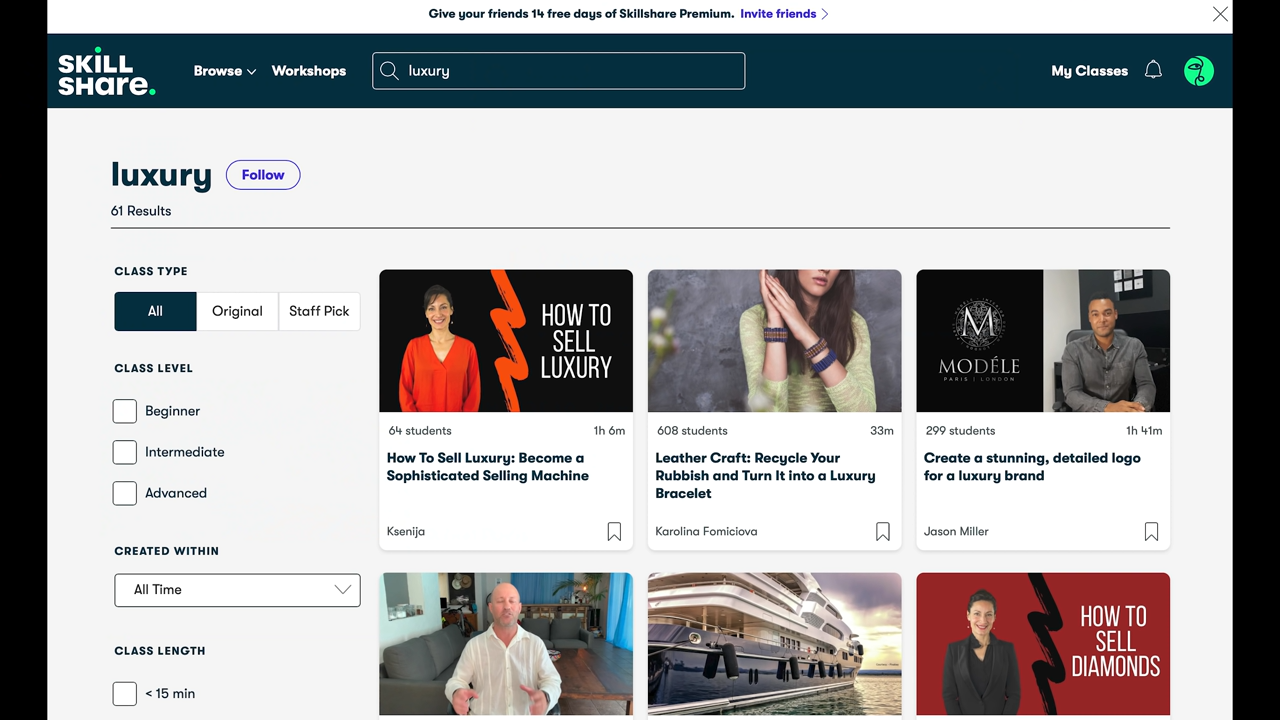 Give your friends 14 free days of Skillshare Premium. Invite friends
SKILL
SHare.
Browse
Workshops
luxury
My Classes
luxury
Follow
61 Results
CLASS TYPE
All
Original
Staff Pick
CLASS LEVEL
Beginner
Intermediate
Advanced
CREATED WITHIN
All Time
CLASS LENGTH
< 15 min
HOW TO
SELL
LUXURY
64 students
1h 6m
How To Sell Luxury: Become a
Sophisticated Selling Machine
Ksenija
608 students
33m
Leather Craft: Recycle Your
Rubbish and Turn It into a Luxury
Bracelet
Karolina Fomiciova
M
MODÉLE
PARIS | LONDON
299 students
1h 41m
Create a stunning, detailed logo
for a luxury brand
Jason Miller
HOW TO
SELL
DIAMONDS